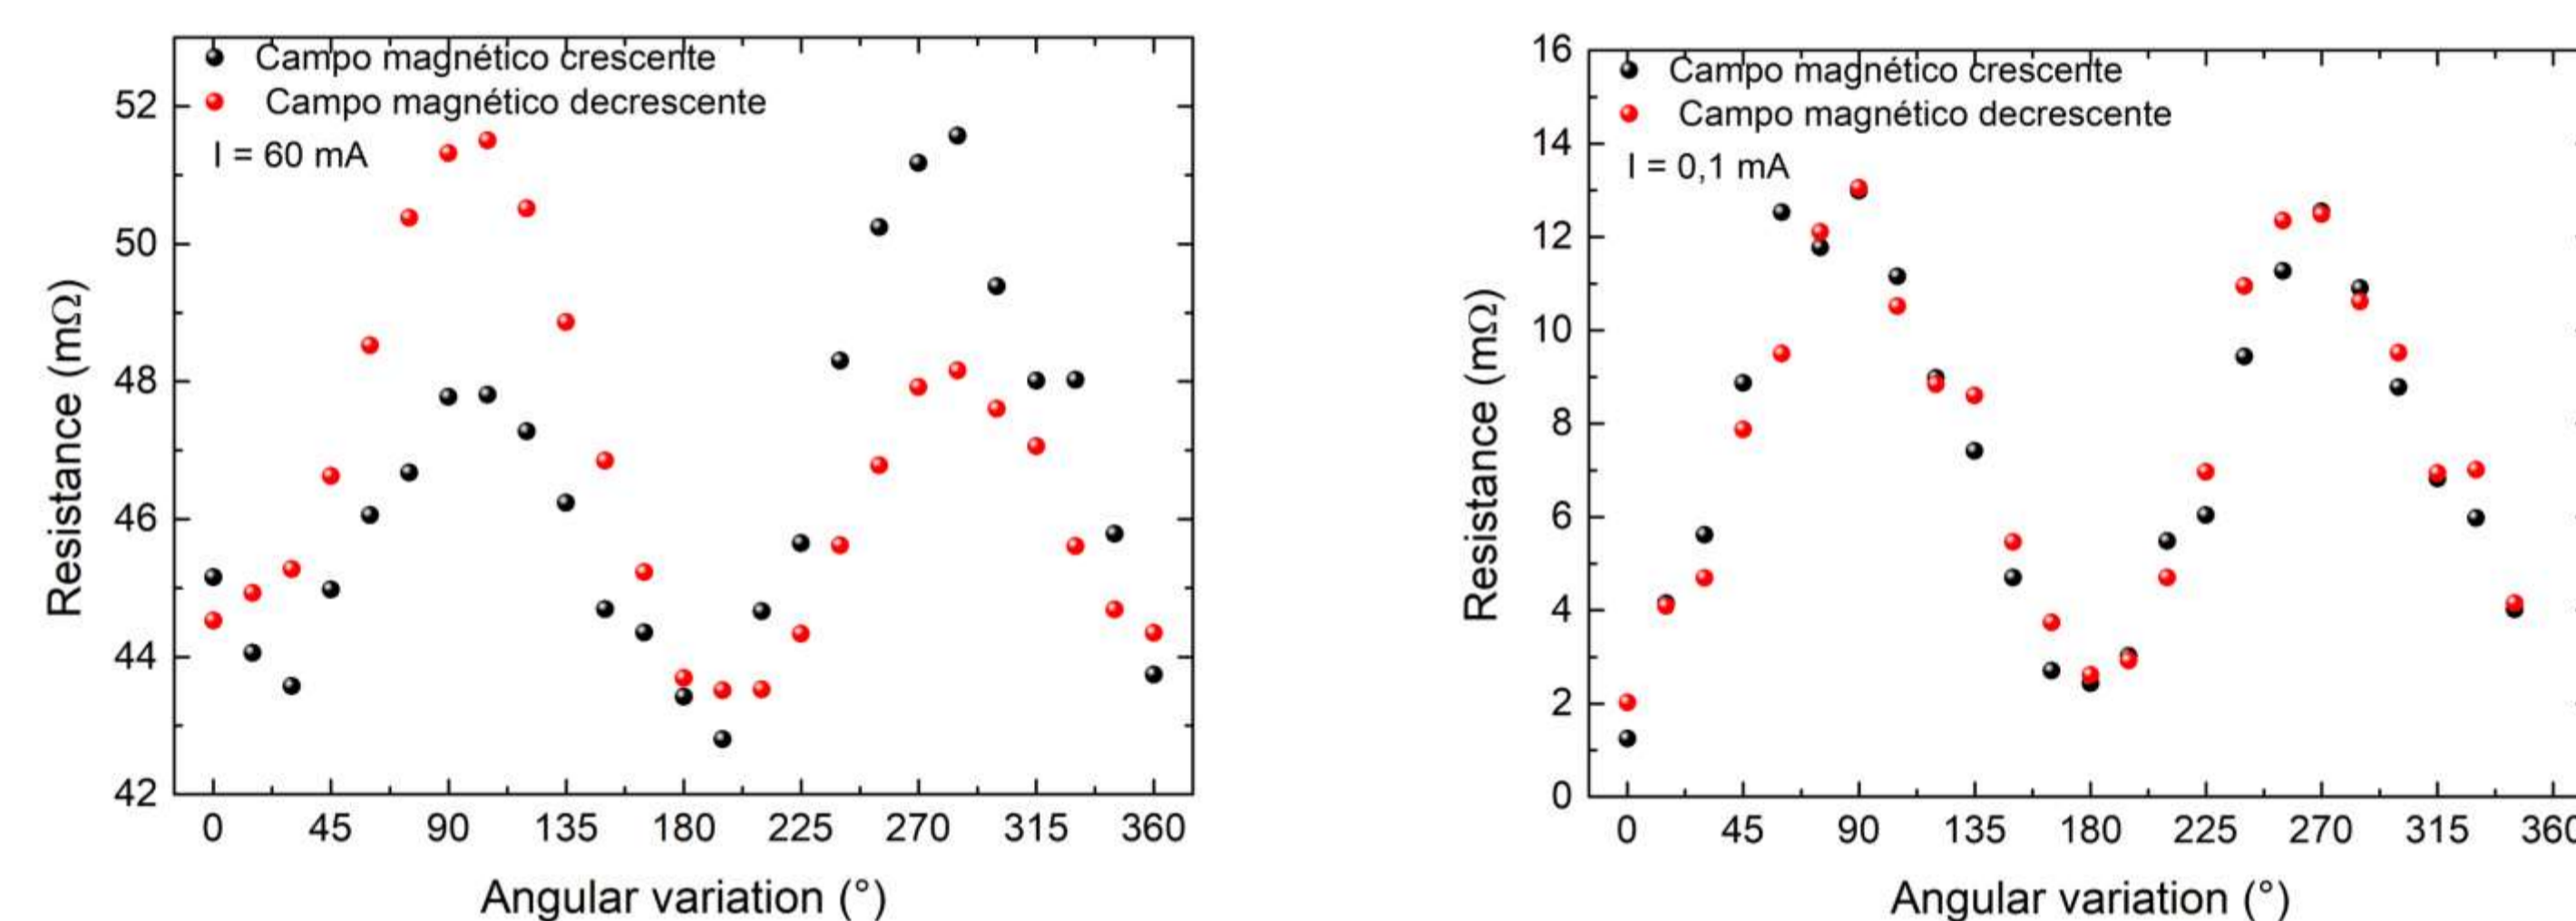 Campo magnético crescente
Campo magnético decrescente
I = 60 mA
52
50
48
46
44
42
0 45 90 135 180 225 270 315 360
Resistance (mΩ)
Angular variation (°)
Campo magnético crescente
Campo magnético decrescente
I = 0,1 mA
16
14
12
10
8
6
4
2
0
0 45 90 135 180 225 270 315 360
Resistance (mΩ)
Angular variation (°)